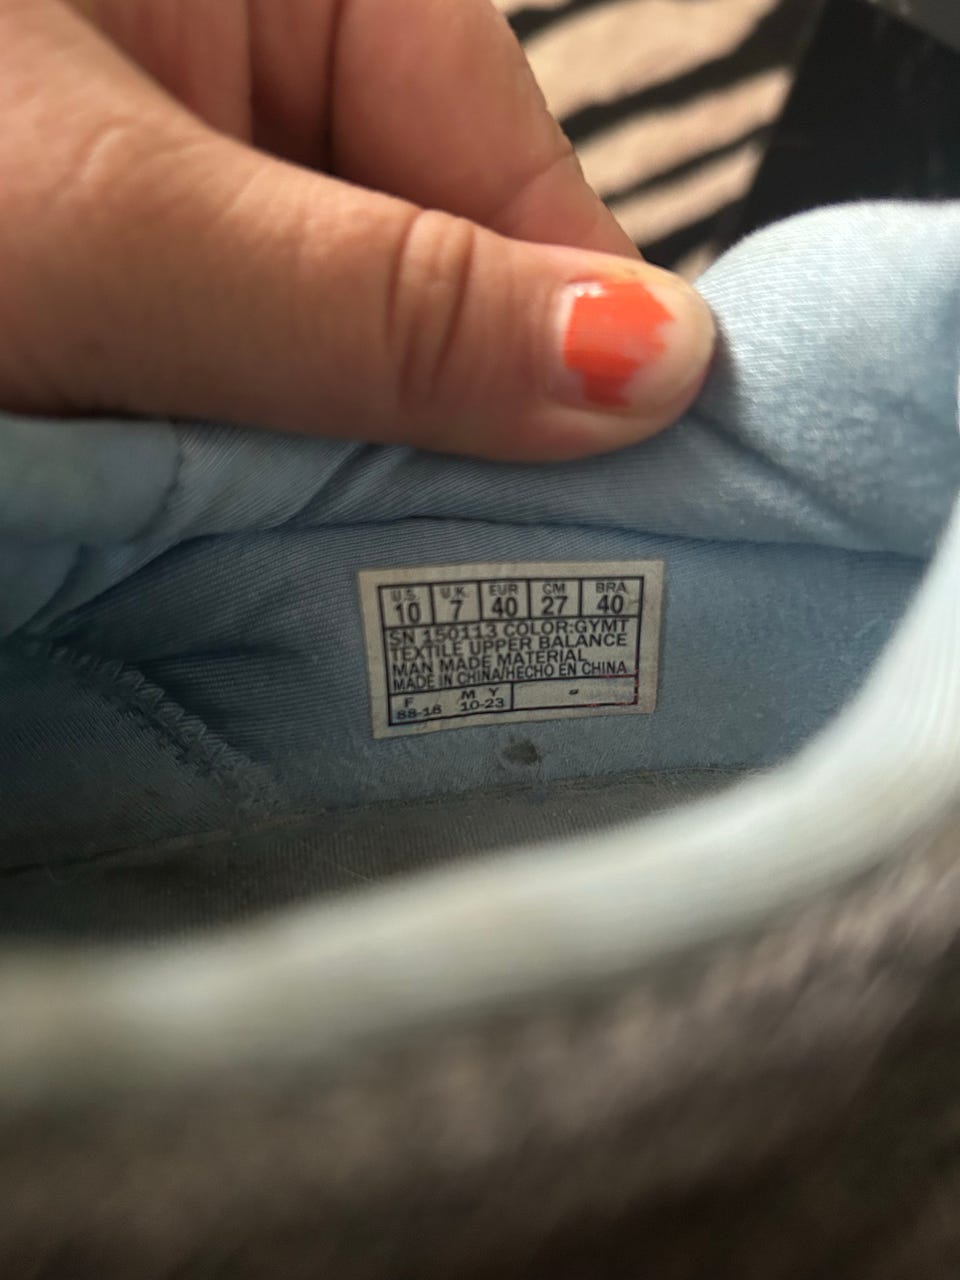 U.S. U.K. EUR CM BRA
10 7 40 27 40
SN 150113 COLOR:GYMT
TEXTILE UPPER BALANCE
MAN MADE MATERIAL
MADE IN CHINA/HECHO EN CHINA
F M Y
88-18 10-23